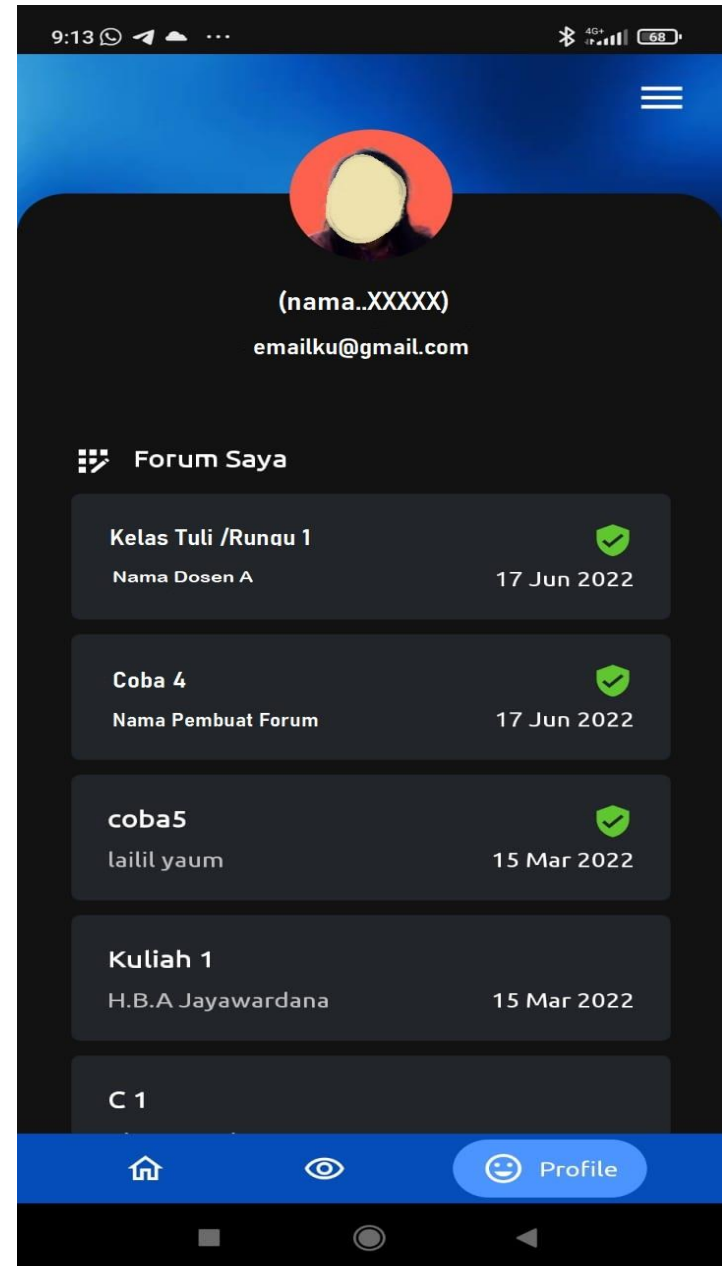 9:13
4G+
68
(nama..XXXXX)
emailku@gmail.com
Forum Saya
Kelas Tuli /Rungu 1
Nama Dosen A
17 Jun 2022
Coba 4
Nama Pembuat Forum
17 Jun 2022
coba5
lailil yaum
15 Mar 2022
Kuliah 1
H.B.A Jayawardana
15 Mar 2022
C 1
Profile